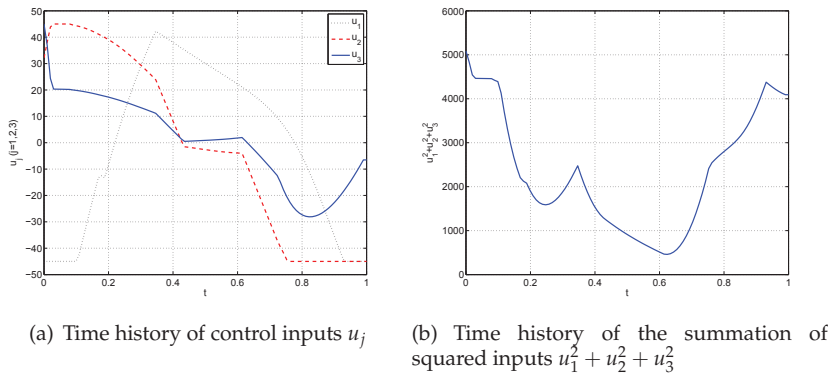 50
40
30
20
10
0
−10
−20
−30
−40
−50
u_j (j=1,2,3)
0 0.2 0.4 0.6 0.8 1
t
u_1
u_2
u_3
6000
5000
4000
3000
2000
1000
0
u_1^2+u_2^2+u_3^2
0 0.2 0.4 0.6 0.8 1
t
(a) Time history of control inputs u_j
(b) Time history of the summation of
squared inputs u_1^2 + u_2^2 + u_3^2